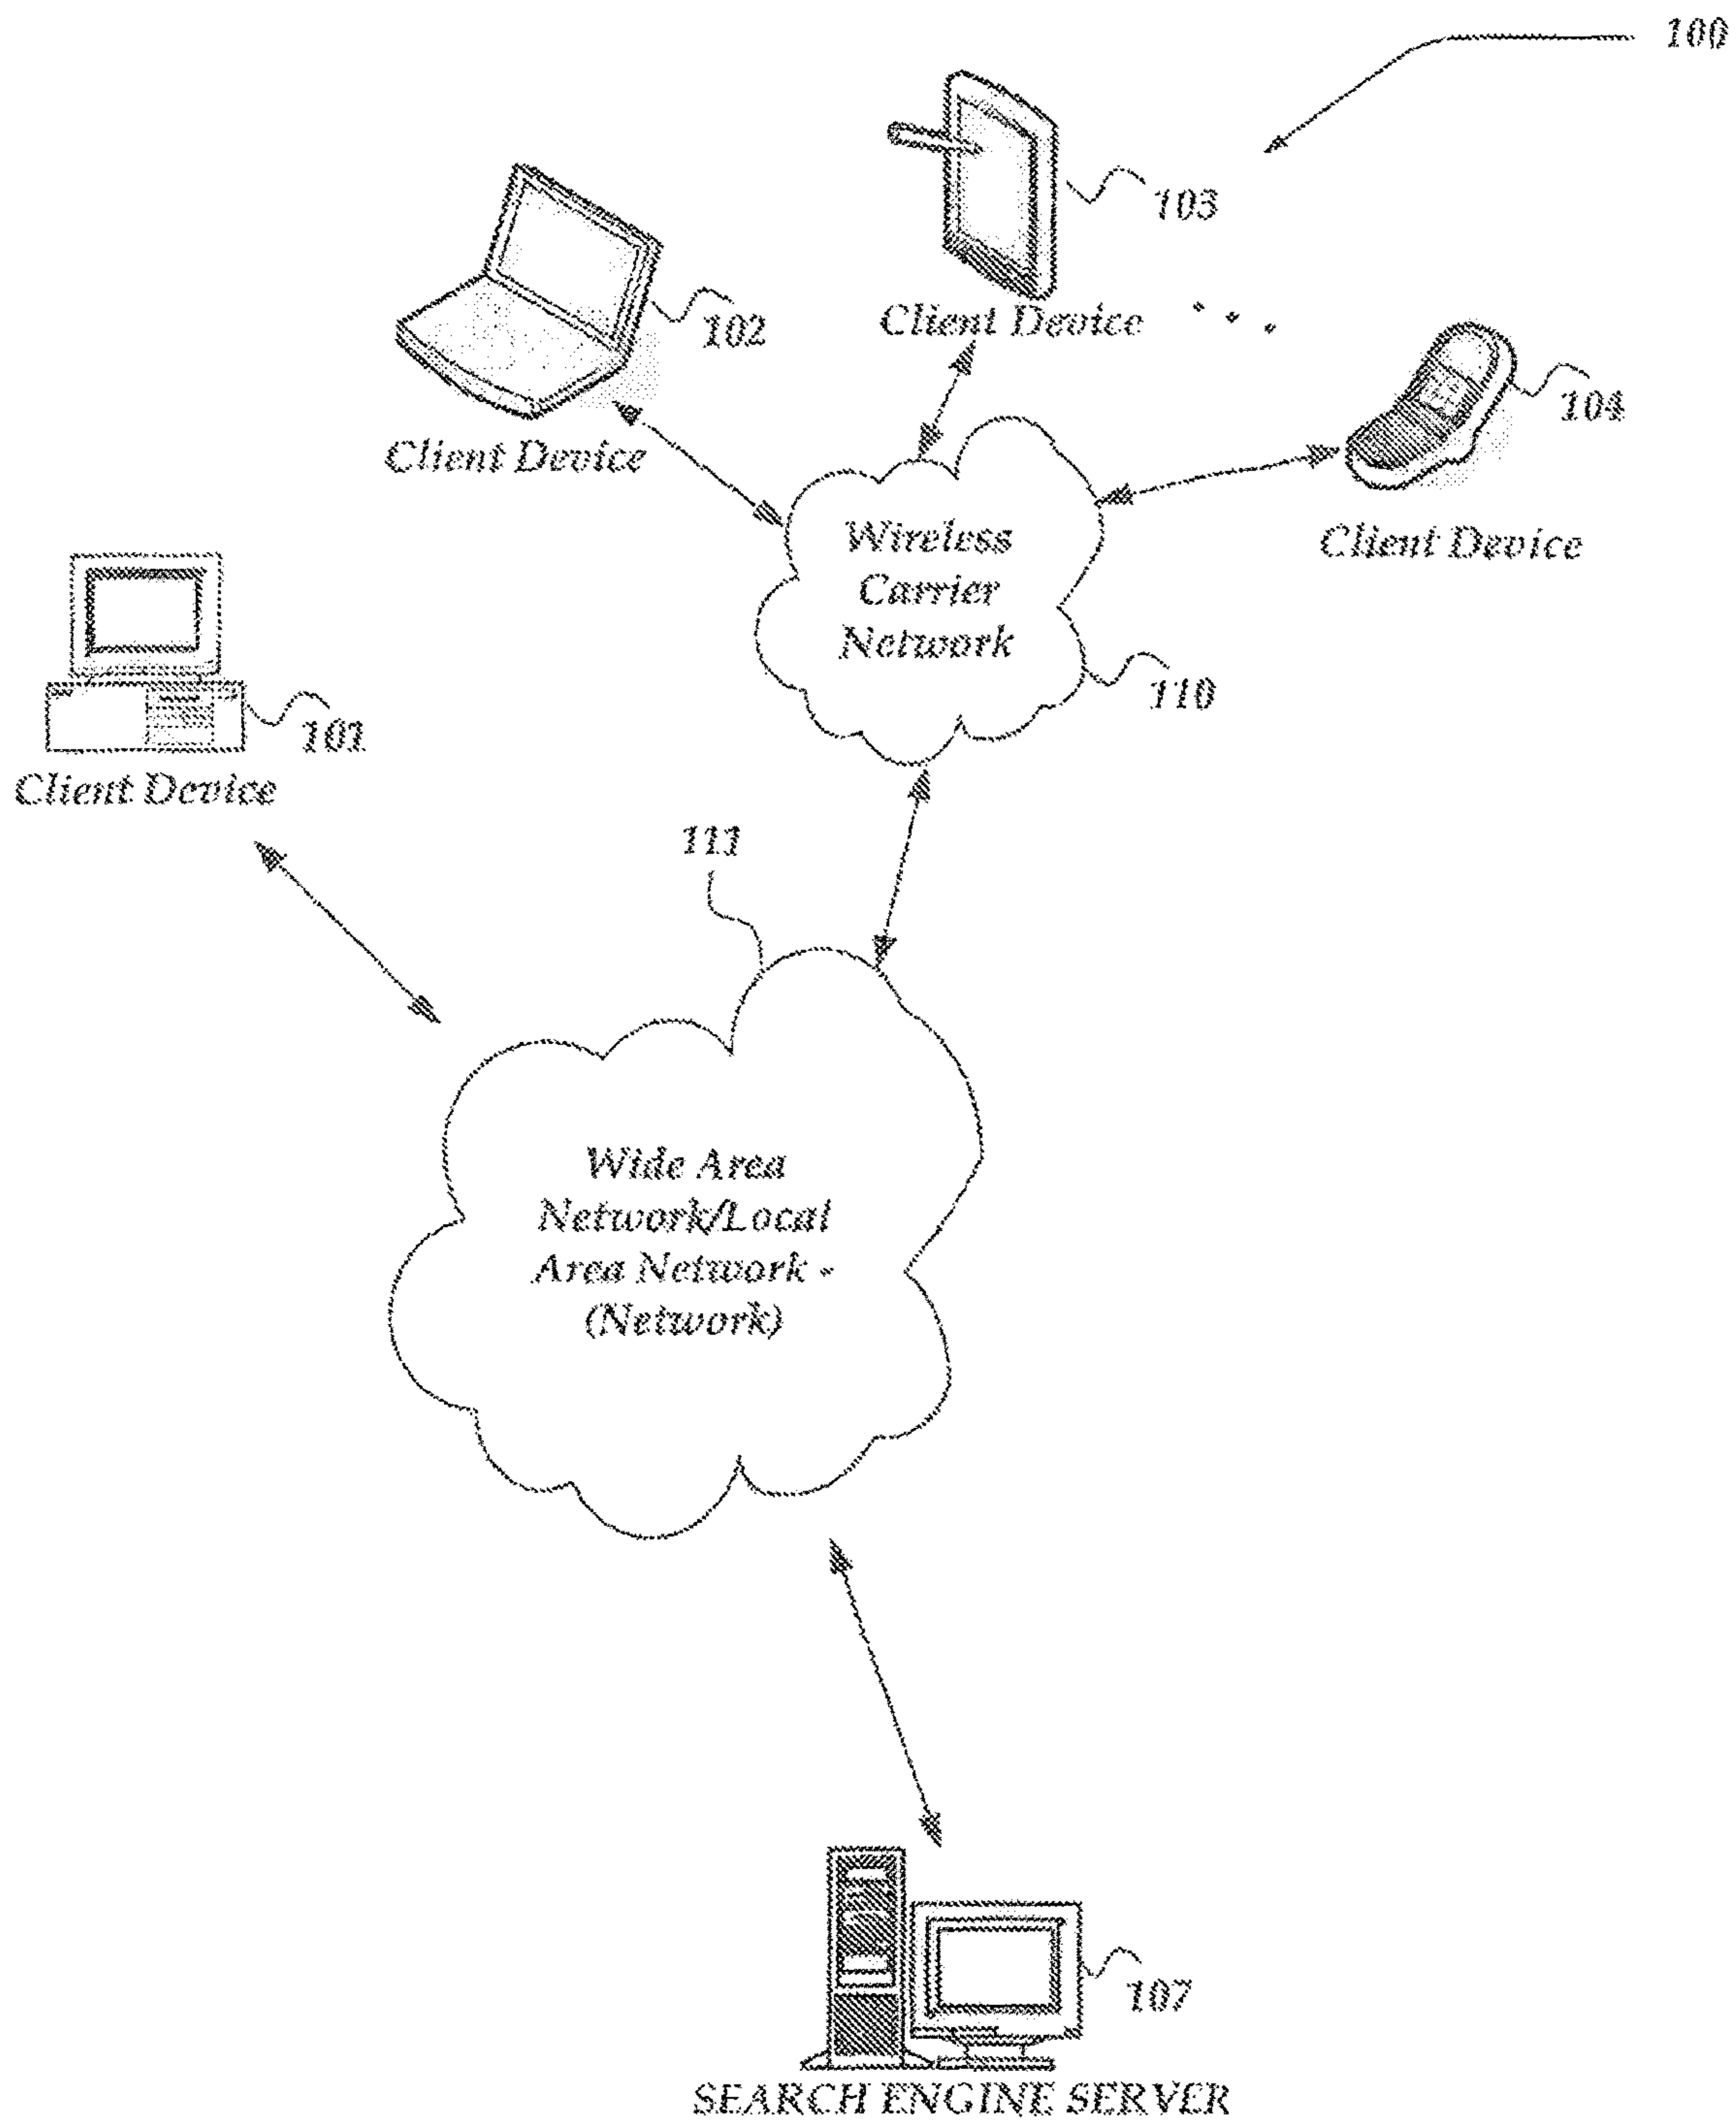 100
103
102
Client Device
104
Client Device
Client Device
Wireless
Carrier
Network
110
101
Client Device
111
Wide Area
Network/Local
Area Network -
(Network)
107
SEARCH ENGINE SERVER